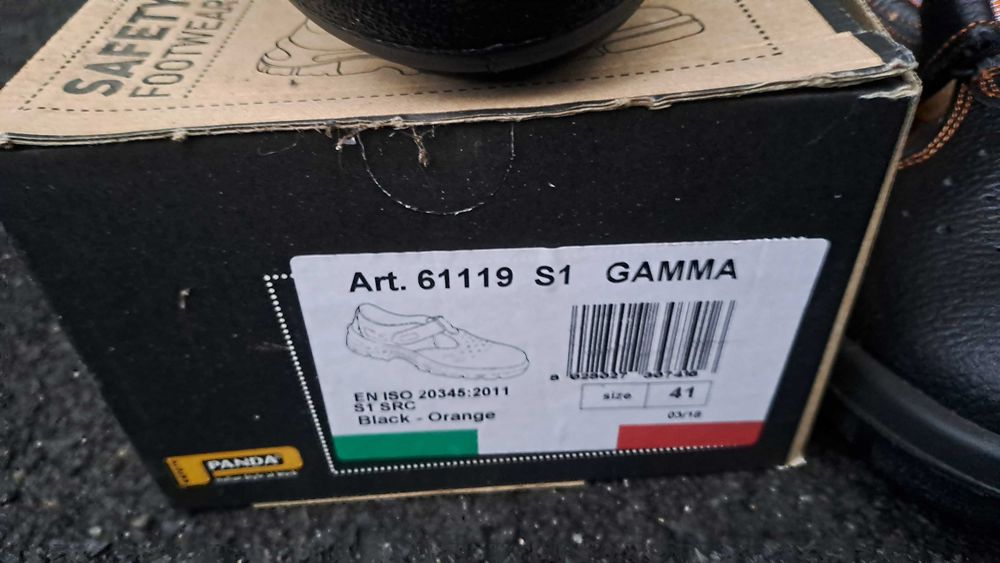 SAFETY
FOOTWEAR
Art. 61119 S1 GAMMA
EN ISO 20345:2011
S1 SRC
Black - Orange
size 41
03/18
PANDA